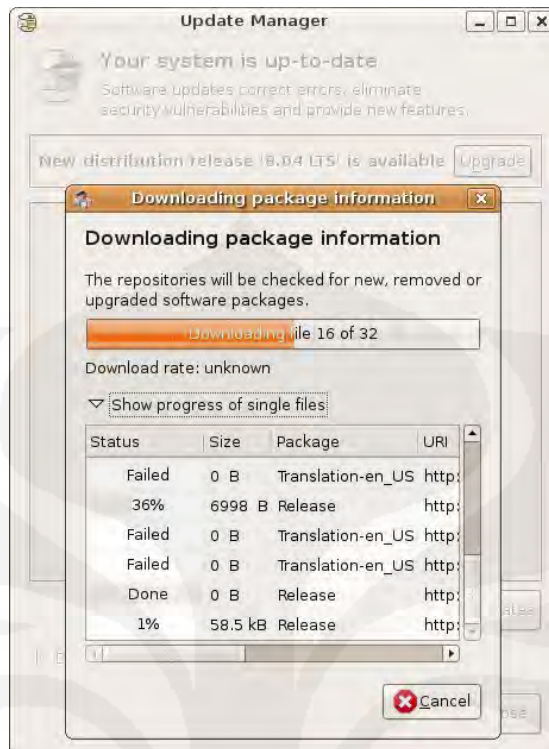 Update Manager
Your system is up-to-date
Software updates correct errors, eliminate
security vulnerabilities and provide new features.
New distribution release '8.04 LTS' is available Upgrade
Downloading package information
Downloading package information
The repositories will be checked for new, removed or
upgraded software packages.
Downloading file 16 of 32
Download rate: unknown
Show progress of single files
Status Size Package URI
Failed 0 B Translation-en_US http:
36% 6998 B Release http:
Failed 0 B Translation-en_US http:
Failed 0 B Translation-en_US http:
Done 0 B Release http:
1% 58.5 kB Release http:
Cancel